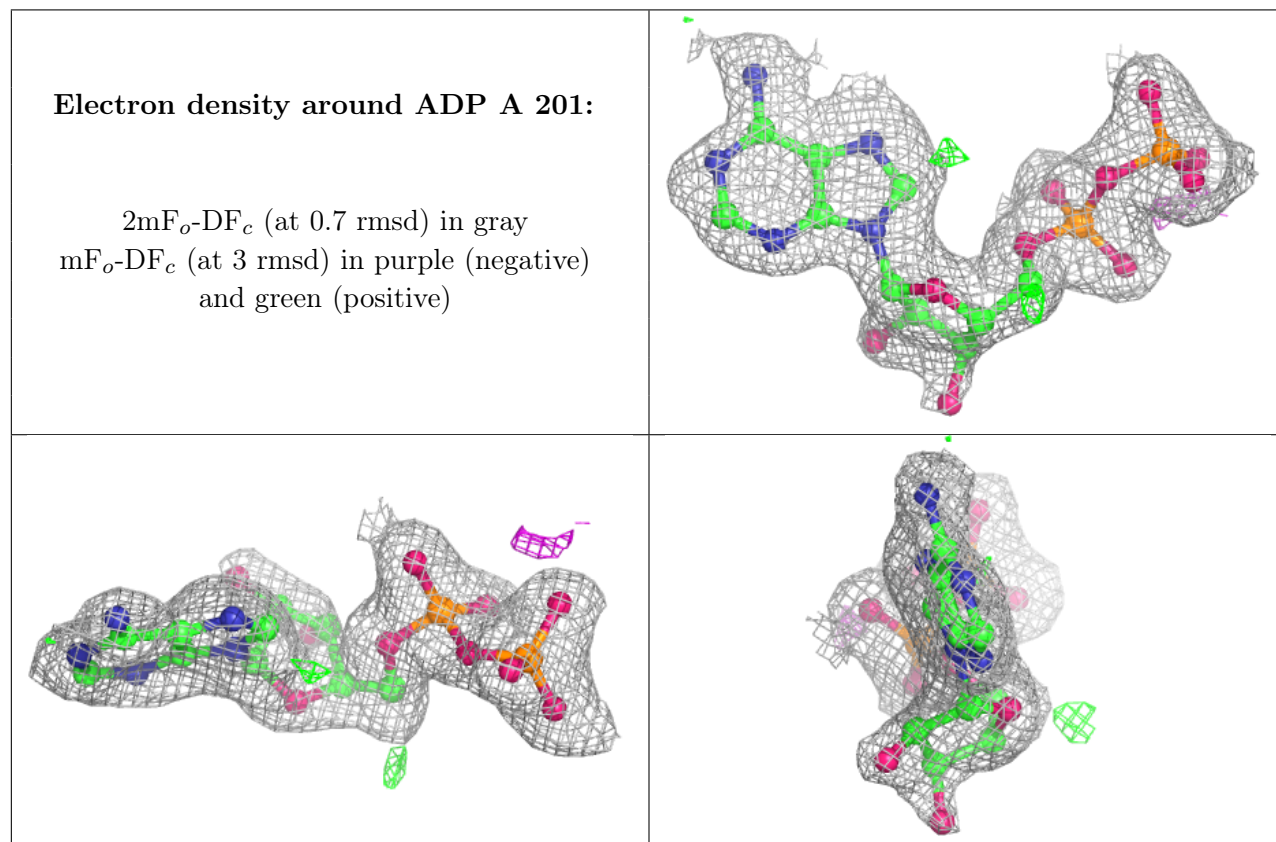 Electron density around ADP A 201:
2mFo-DFc (at 0.7 rmsd) in gray
mFo-DFc (at 3 rmsd) in purple (negative)
and green (positive)